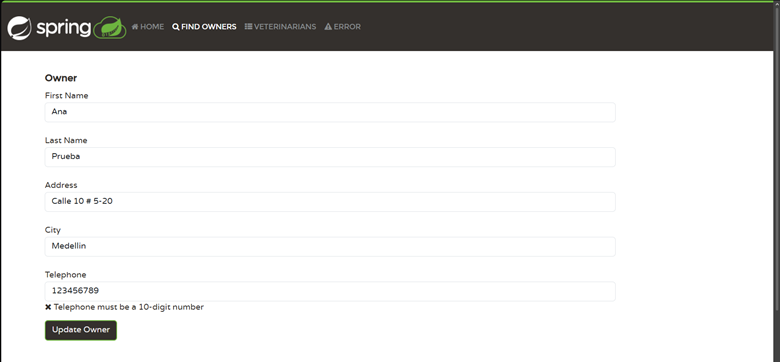 spring HOME FIND OWNERS VETERINARIANS ERROR
Owner
First Name
Ana
Last Name
Prueba
Address
Calle 10 # 5-20
City
Medellin
Telephone
123456789
Telephone must be a 10-digit number
Update Owner